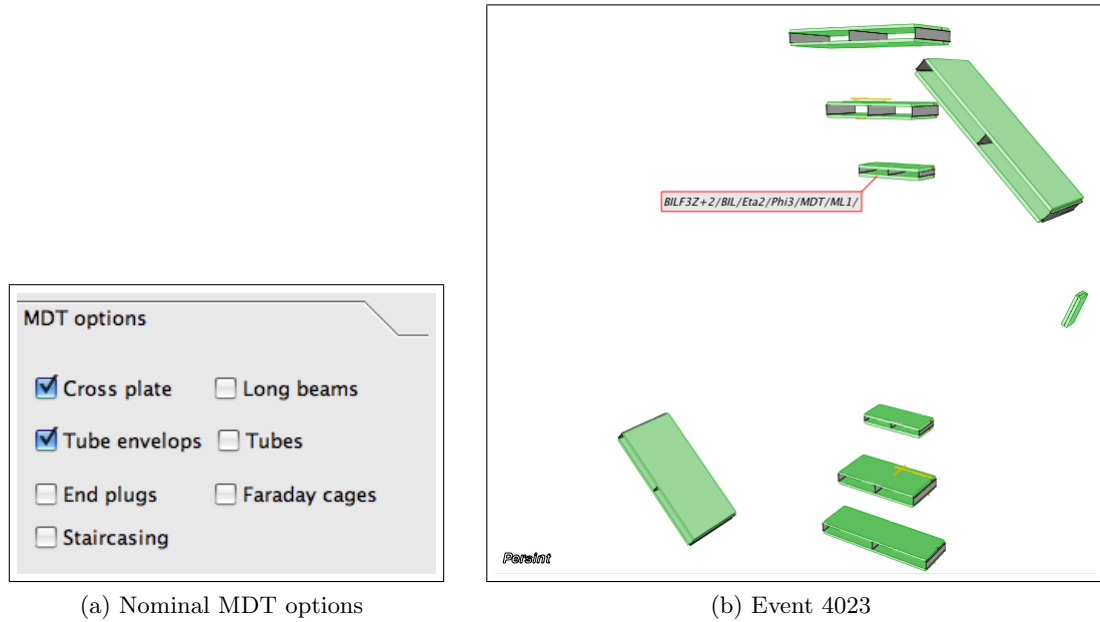 MDT options
Cross plate
Long beams
Tube envelops
Tubes
End plugs
Faraday cages
Staircasing
(a) Nominal MDT options
BILF3Z+2/BIL/Eta2/Phi3/MDT/ML1/
Persint
(b) Event 4023